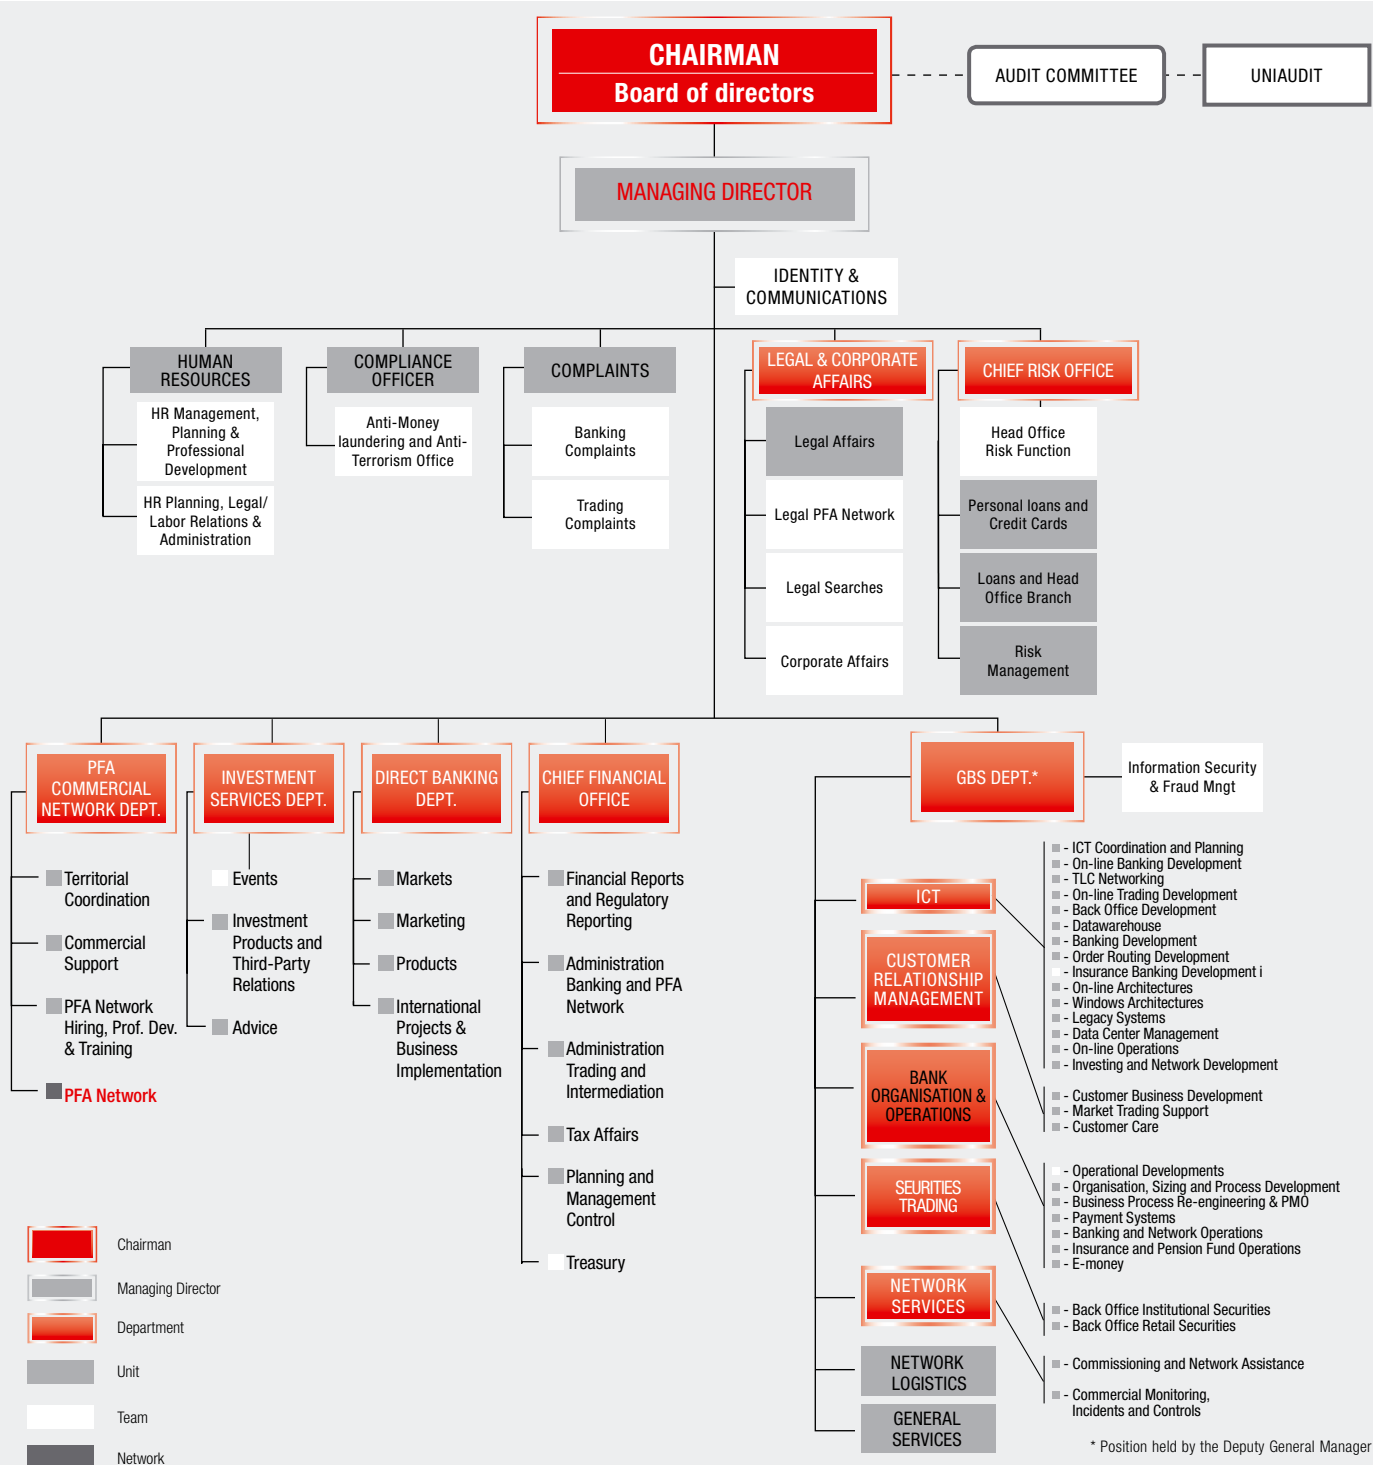 CHAIRMAN
Board of directors
AUDIT COMMITTEE
UNIAUDIT
MANAGING DIRECTOR
IDENTITY &
COMMUNICATIONS
HUMAN
RESOURCES
COMPLIANCE
OFFICER
COMPLAINTS
LEGAL & CORPORATE
AFFAIRS
CHIEF RISK OFFICE
HR Management,
Planning &
Professional
Development
HR Planning, Legal/
Labor Relations &
Administration
Anti-Money
laundering and Anti-
Terrorism Office
Banking
Complaints
Trading
Complaints
Legal Affairs
Legal PFA Network
Legal Searches
Corporate Affairs
Head Office
Risk Function
Personal loans and
Credit Cards
Loans and Head
Office Branch
Risk
Management
PFA
COMMERCIAL
NETWORK DEPT.
INVESTMENT
SERVICES DEPT.
DIRECT BANKING
DEPT.
CHIEF FINANCIAL
OFFICE
GBS DEPT.*
Information Security
& Fraud Mngt
Territorial
Coordination
Commercial
Support
PFA Network
Hiring, Prof. Dev.
& Training
PFA Network
Events
Investment
Products and
Third-Party
Relations
Advice
Markets
Marketing
Products
International
Projects &
Business
Implementation
Financial Reports
and Regulatory
Reporting
Administration
Banking and PFA
Network
Administration
Trading and
Intermediation
Tax Affairs
Planning and
Management
Control
Treasury
ICT
CUSTOMER
RELATIONSHIP
MANAGEMENT
BANK
ORGANISATION &
OPERATIONS
SEURITIES
TRADING
NETWORK
SERVICES
NETWORK
LOGISTICS
GENERAL
SERVICES
- ICT Coordination and Planning
- On-line Banking Development
- TLC Networking
- On-line Trading Development
- Back Office Development
- Datawarehouse
- Banking Development
- Order Routing Development
- Insurance Banking Development i
- On-line Architectures
- Windows Architectures
- Legacy Systems
- Data Center Management
- On-line Operations
- Investing and Network Development
- Customer Business Development
- Market Trading Support
- Customer Care
- Operational Developments
- Organisation, Sizing and Process Development
- Business Process Re-engineering & PMO
- Payment Systems
- Banking and Network Operations
- Insurance and Pension Fund Operations
- E-money
- Back Office Institutional Securities
- Back Office Retail Securities
- Commissioning and Network Assistance
- Commercial Monitoring,
Incidents and Controls
Chairman
Managing Director
Department
Unit
Team
Network
* Position held by the Deputy General Manager